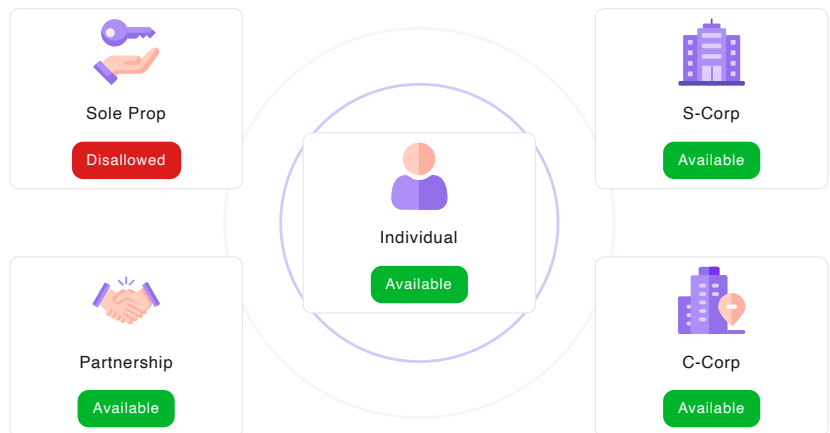 Sole Prop
Disallowed
S-Corp
Available
Individual
Available
Partnership
Available
C-Corp
Available